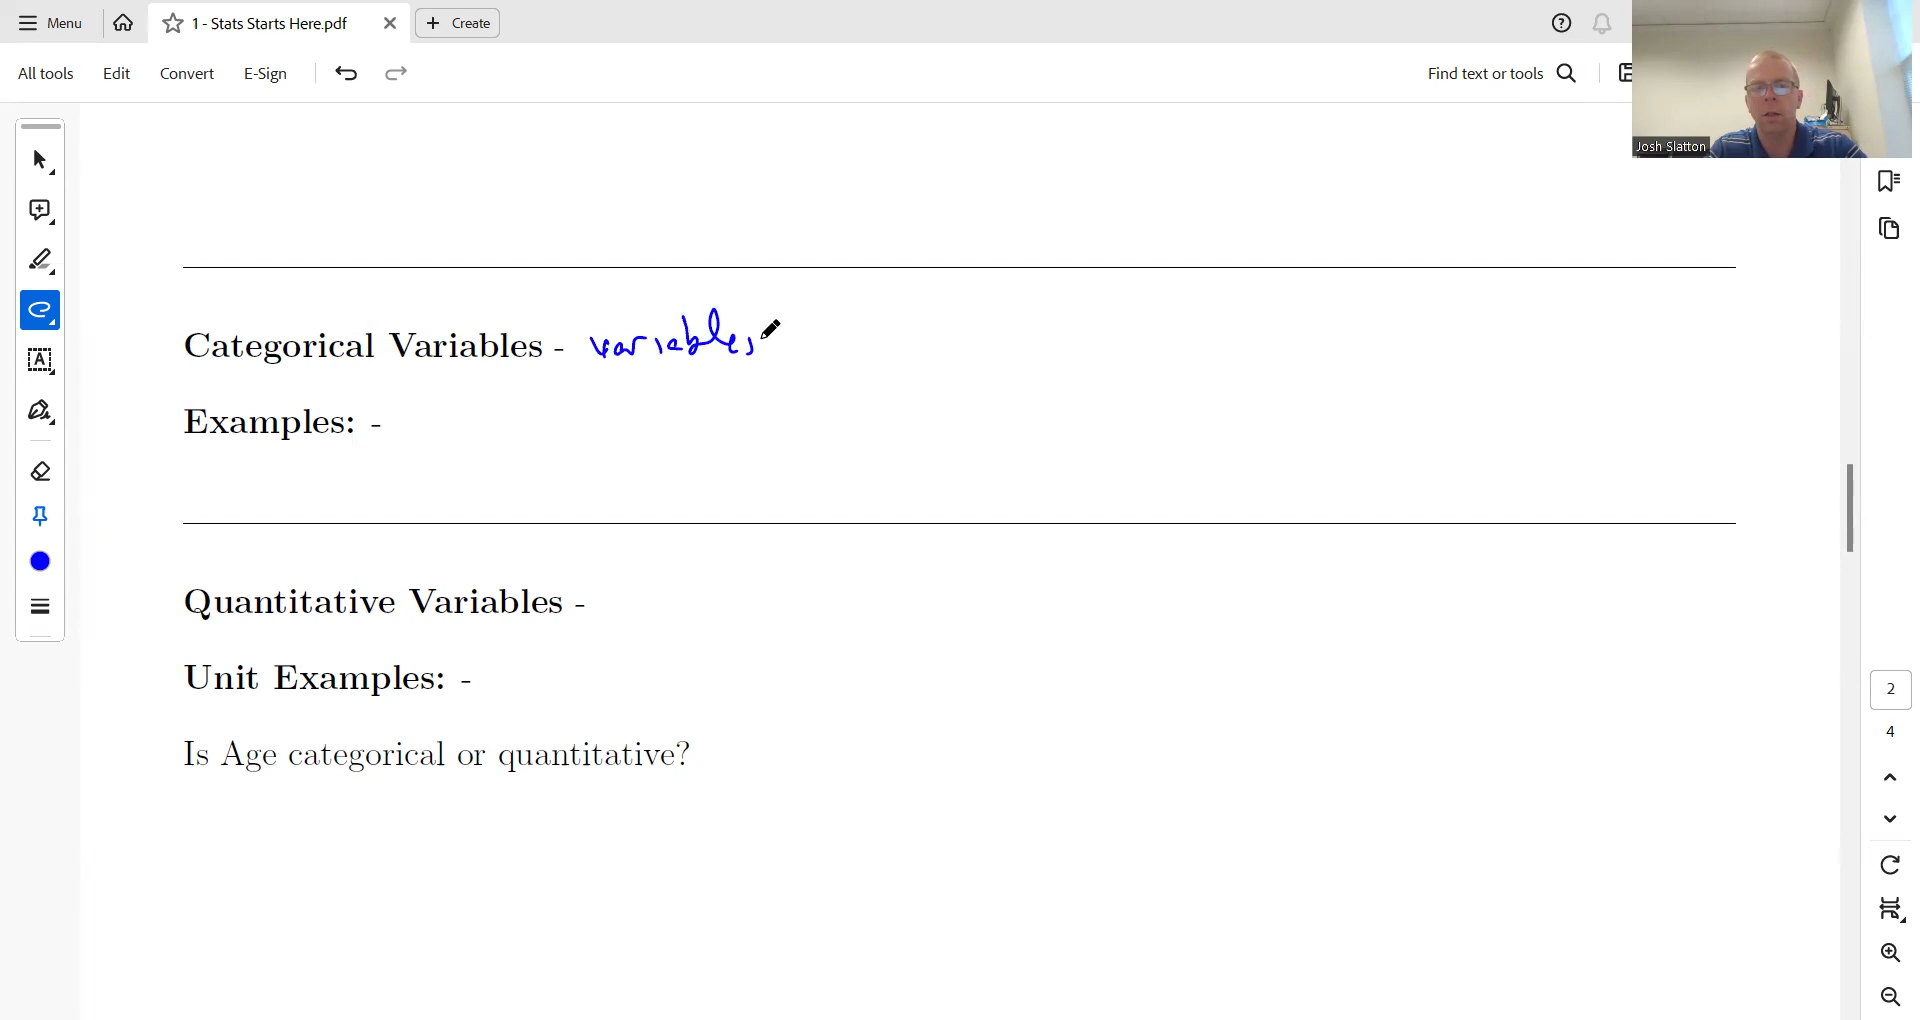 Menu
1 - Stats Starts Here.pdf
Create
All tools Edit Convert E-Sign
Find text or tools
Josh Slatton
Categorical Variables - variables
Examples: -
Quantitative Variables -
Unit Examples: -
Is Age categorical or quantitative?
2
4